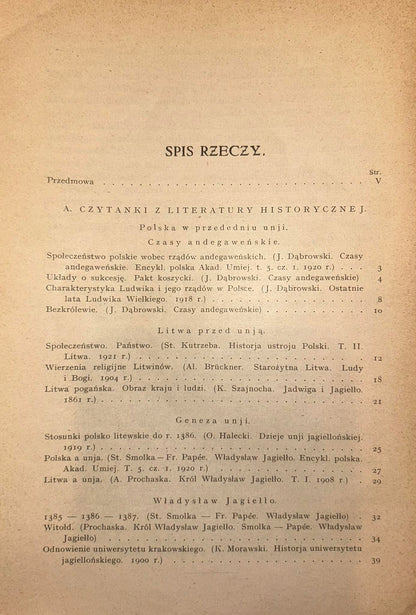 SPIS RZECZY.
Str.
Przedmowa . . . . . . . . . . . . . . . . . . . . . . V
A. CZYTANKI Z LITERATURY HISTORYCZNEJ.
Polska w przededniu unji.
Czasy andegaweńskie.
Społeczeństwo polskie wobec rządów andegaweńskich. (J. Dąbrowski. Czasy
andegaweńskie. Encykl. polska Akad. Umiej. t. 5. cz. 1. 1920 r.) . . . 3
Układy o sukcesję. Pakt koszycki. (J. Dąbrowski. Czasy andegaweńskie) 4
Charakterystyka Ludwika i jego rządów w Polsce. (J. Dąbrowski. Ostatnie
lata Ludwika Wielkiego. 1918 r.) . . . . . . . . . . 8
Bezkrólewie. (J. Dąbrowski. Czasy andegaweńskie) . . . . . . 10
Litwa przed unją.
Społeczeństwo. Państwo. (St. Kutrzeba. Historja ustroju Polski. T. II.
Litwa. 1921 r.) . . . . . . . . . . . . . . . 12
Wierzenia religijne Litwinów. (Al. Brückner. Starożytna Litwa. Ludy
i Bogi. 1904 r.) . . . . . . . . . . . . . . . 18
Litwa pogańska. Obraz kraju i ludzi. (K. Szajnocha. Jadwiga i Jagiełło.
1861 r.) . . . . . . . . . . . . . . . . . . 21
Geneza unji.
Stosunki polsko litewskie do r. 1386. (O. Halecki. Dzieje unji jagiellońskiej.
1919 r.) . . . . . . . . . . . . . . . . . . 25
Polska a unja. (St. Smolka — Fr. Papée. Władysław Jagiełło. Encykl. polska.
Akad. Umiej. T. 5. cz. 1. 1920 r.) . . . . . . . . . 27
Litwa a unja. (A. Prochaska. Król Władysław Jagiełło. T. I. 1908 r.) . 29
Władysław Jagiełło.
1385 — 1386 — 1387. (St. Smolka — Fr. Papée. Władysław Jagiełło) . . 32
Witołd. (Prochaska. Król Władysław Jagiełło. Smolka — Papée. Władysław
Jagiełło) . . . . . . . . . . . . . . . . . . 34
Odnowienie uniwersytetu krakowskiego. (K. Morawski. Historja uniwersytetu
jagiellońskiego. 1900 r.) . . . . . . . . . . . . . 39